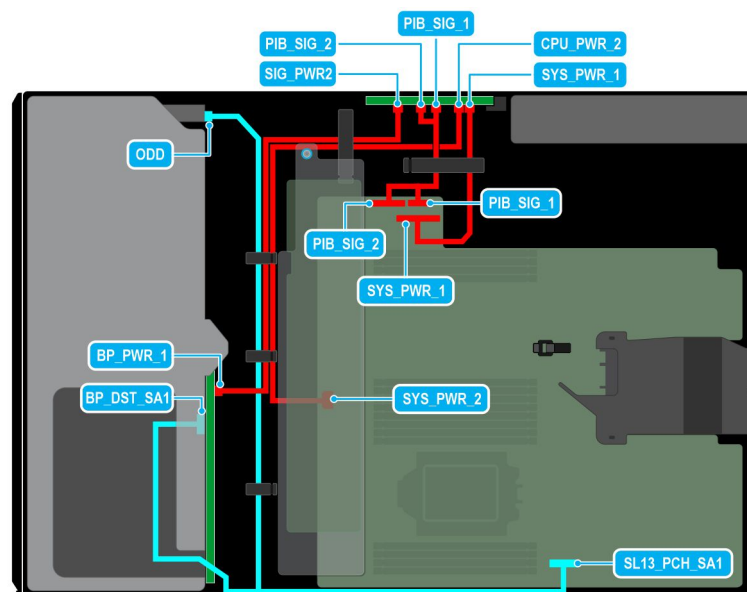 PIB_SIG_1
PIB_SIG_2
CPU_PWR_2
SIG_PWR2
SYS_PWR_1
ODD
PIB_SIG_1
PIB_SIG_2
SYS_PWR_1
BP_PWR_1
BP_DST_SA1
SYS_PWR_2
SL13_PCH_SA1